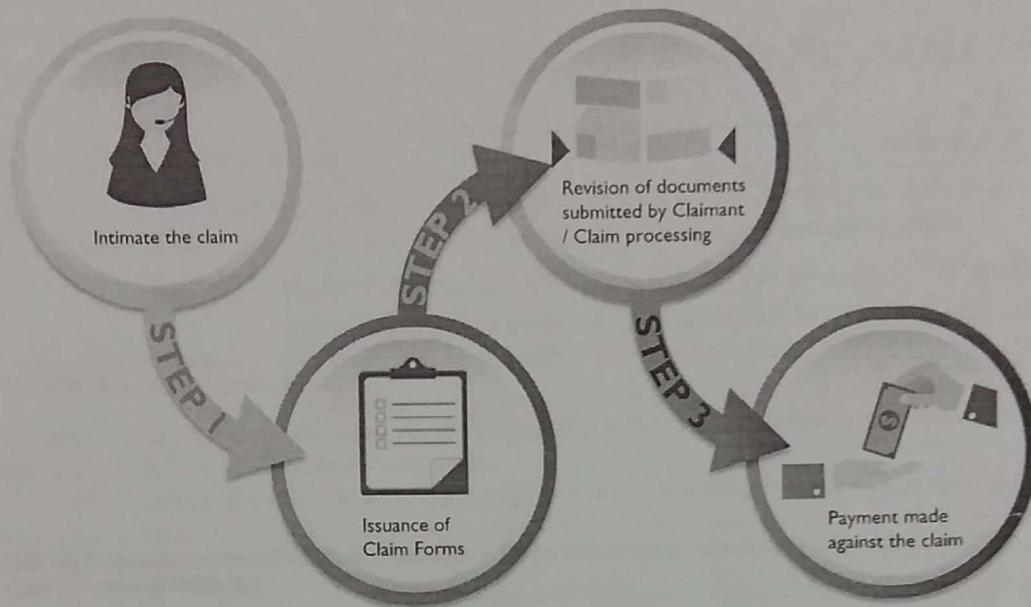 Intimate the claim
STEP 1
Issuance of
Claim Forms
STEP 2
Revision of documents
submitted by Claimant
/ Claim processing
STEP 3
$
Payment made
against the claim